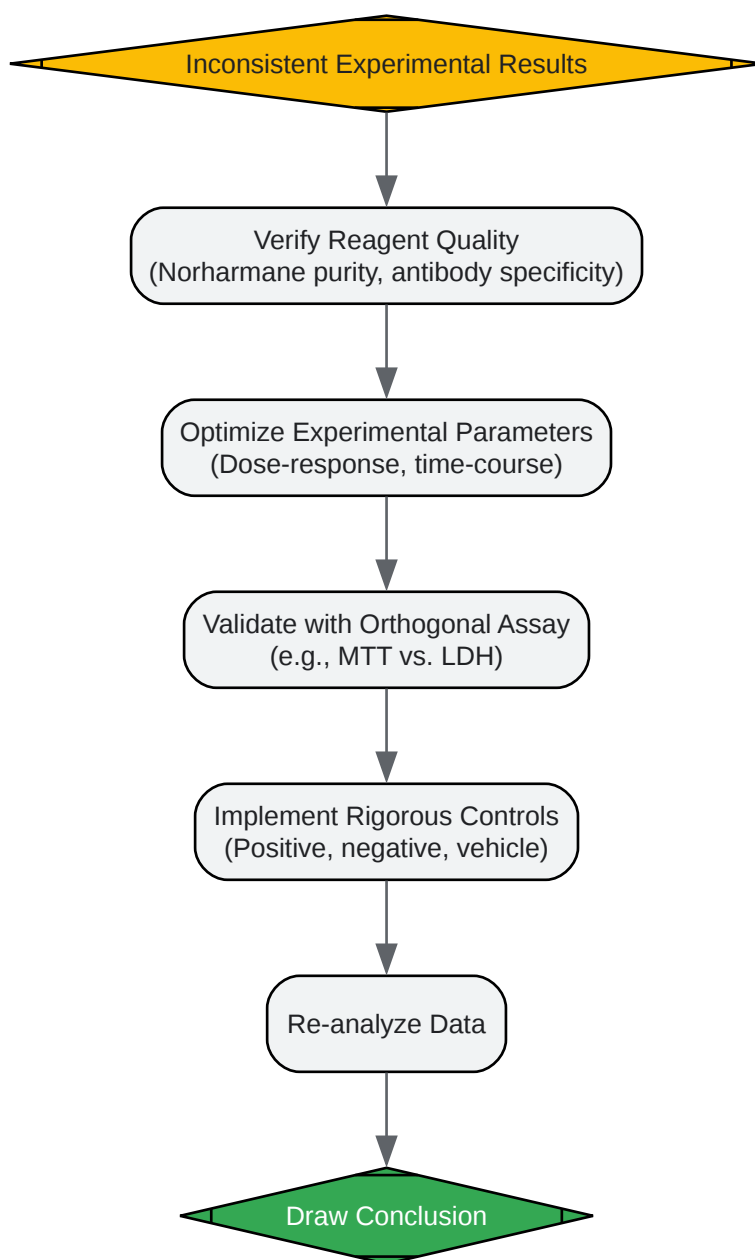 Inconsistent Experimental Results
Verify Reagent Quality
(Norharmane purity, antibody specificity)
Optimize Experimental Parameters
(Dose-response, time-course)
Validate with Orthogonal Assay
(e.g., MTT vs. LDH)
Implement Rigorous Controls
(Positive, negative, vehicle)
Re-analyze Data
Draw Conclusion